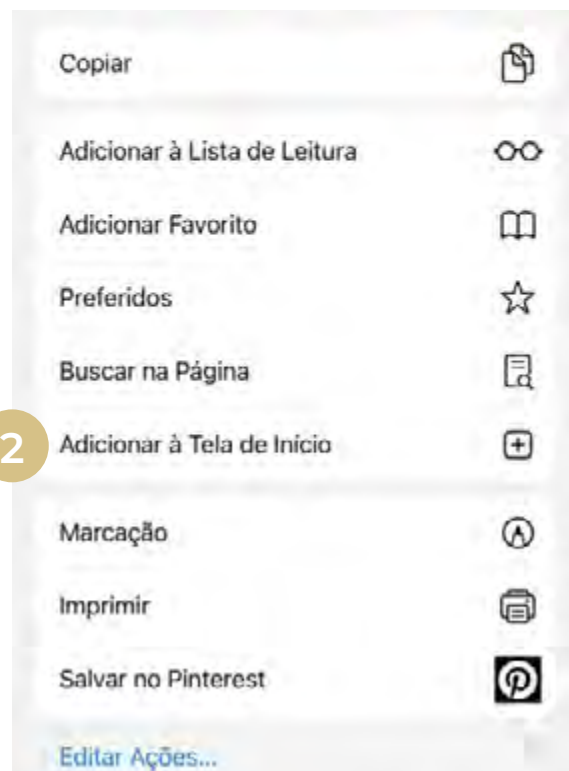 Copiar
Adicionar à Lista de Leitura
Adicionar Favorito
Preferidos
Buscar na Página
2 Adicionar à Tela de Início
Marcação
Imprimir
Salvar no Pinterest
Editar Ações...